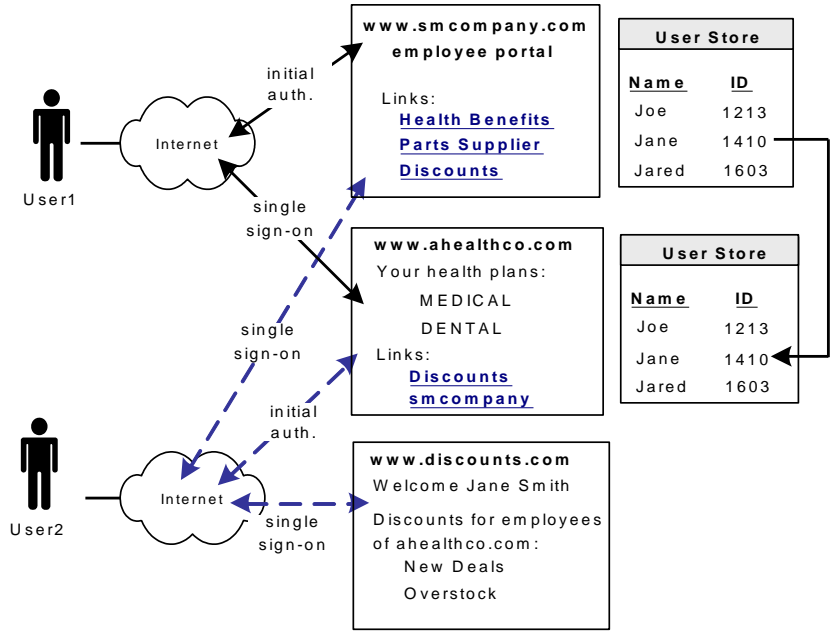 www.smcompany.com
employee portal
Links:
Health Benefits
Parts Supplier
Discounts
User Store
Name ID
Joe 1213
Jane 1410
Jared 1603
initial
auth.
Internet
User1
single
sign-on
www.ahealthco.com
Your health plans:
MEDICAL
DENTAL
Links:
Discounts
smcompany
User Store
Name ID
Joe 1213
Jane 1410
Jared 1603
single
sign-on
initial
auth.
Internet
User2
single
sign-on
www.discounts.com
Welcome Jane Smith
Discounts for employees
of ahealthco.com:
New Deals
Overstock